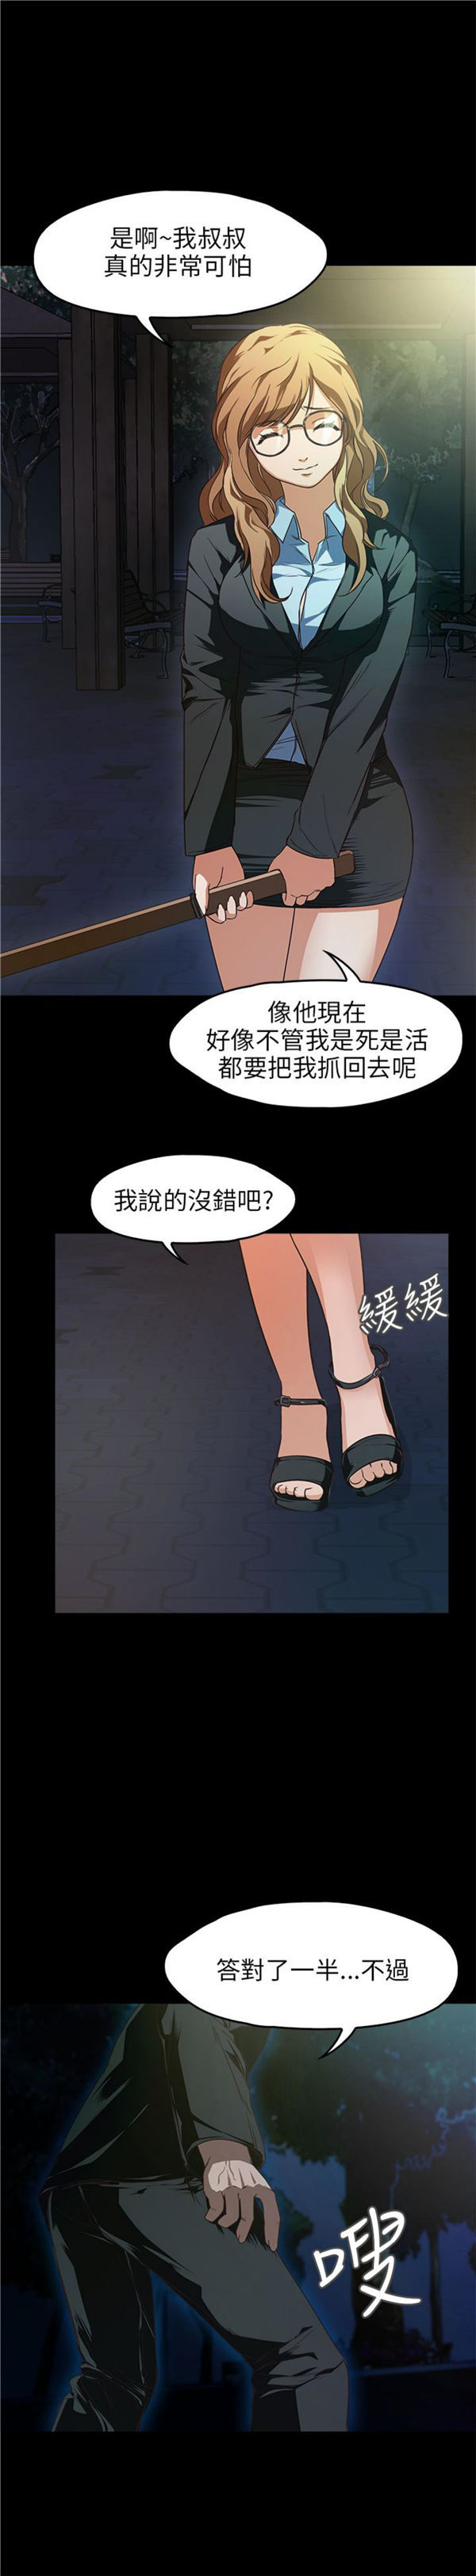 是啊~我叔叔
真的非常可怕
像他現在
好像不管我是死是活
都要把我抓回去呢
我說的沒錯吧?
緩緩
答對了一半...不過
嗖